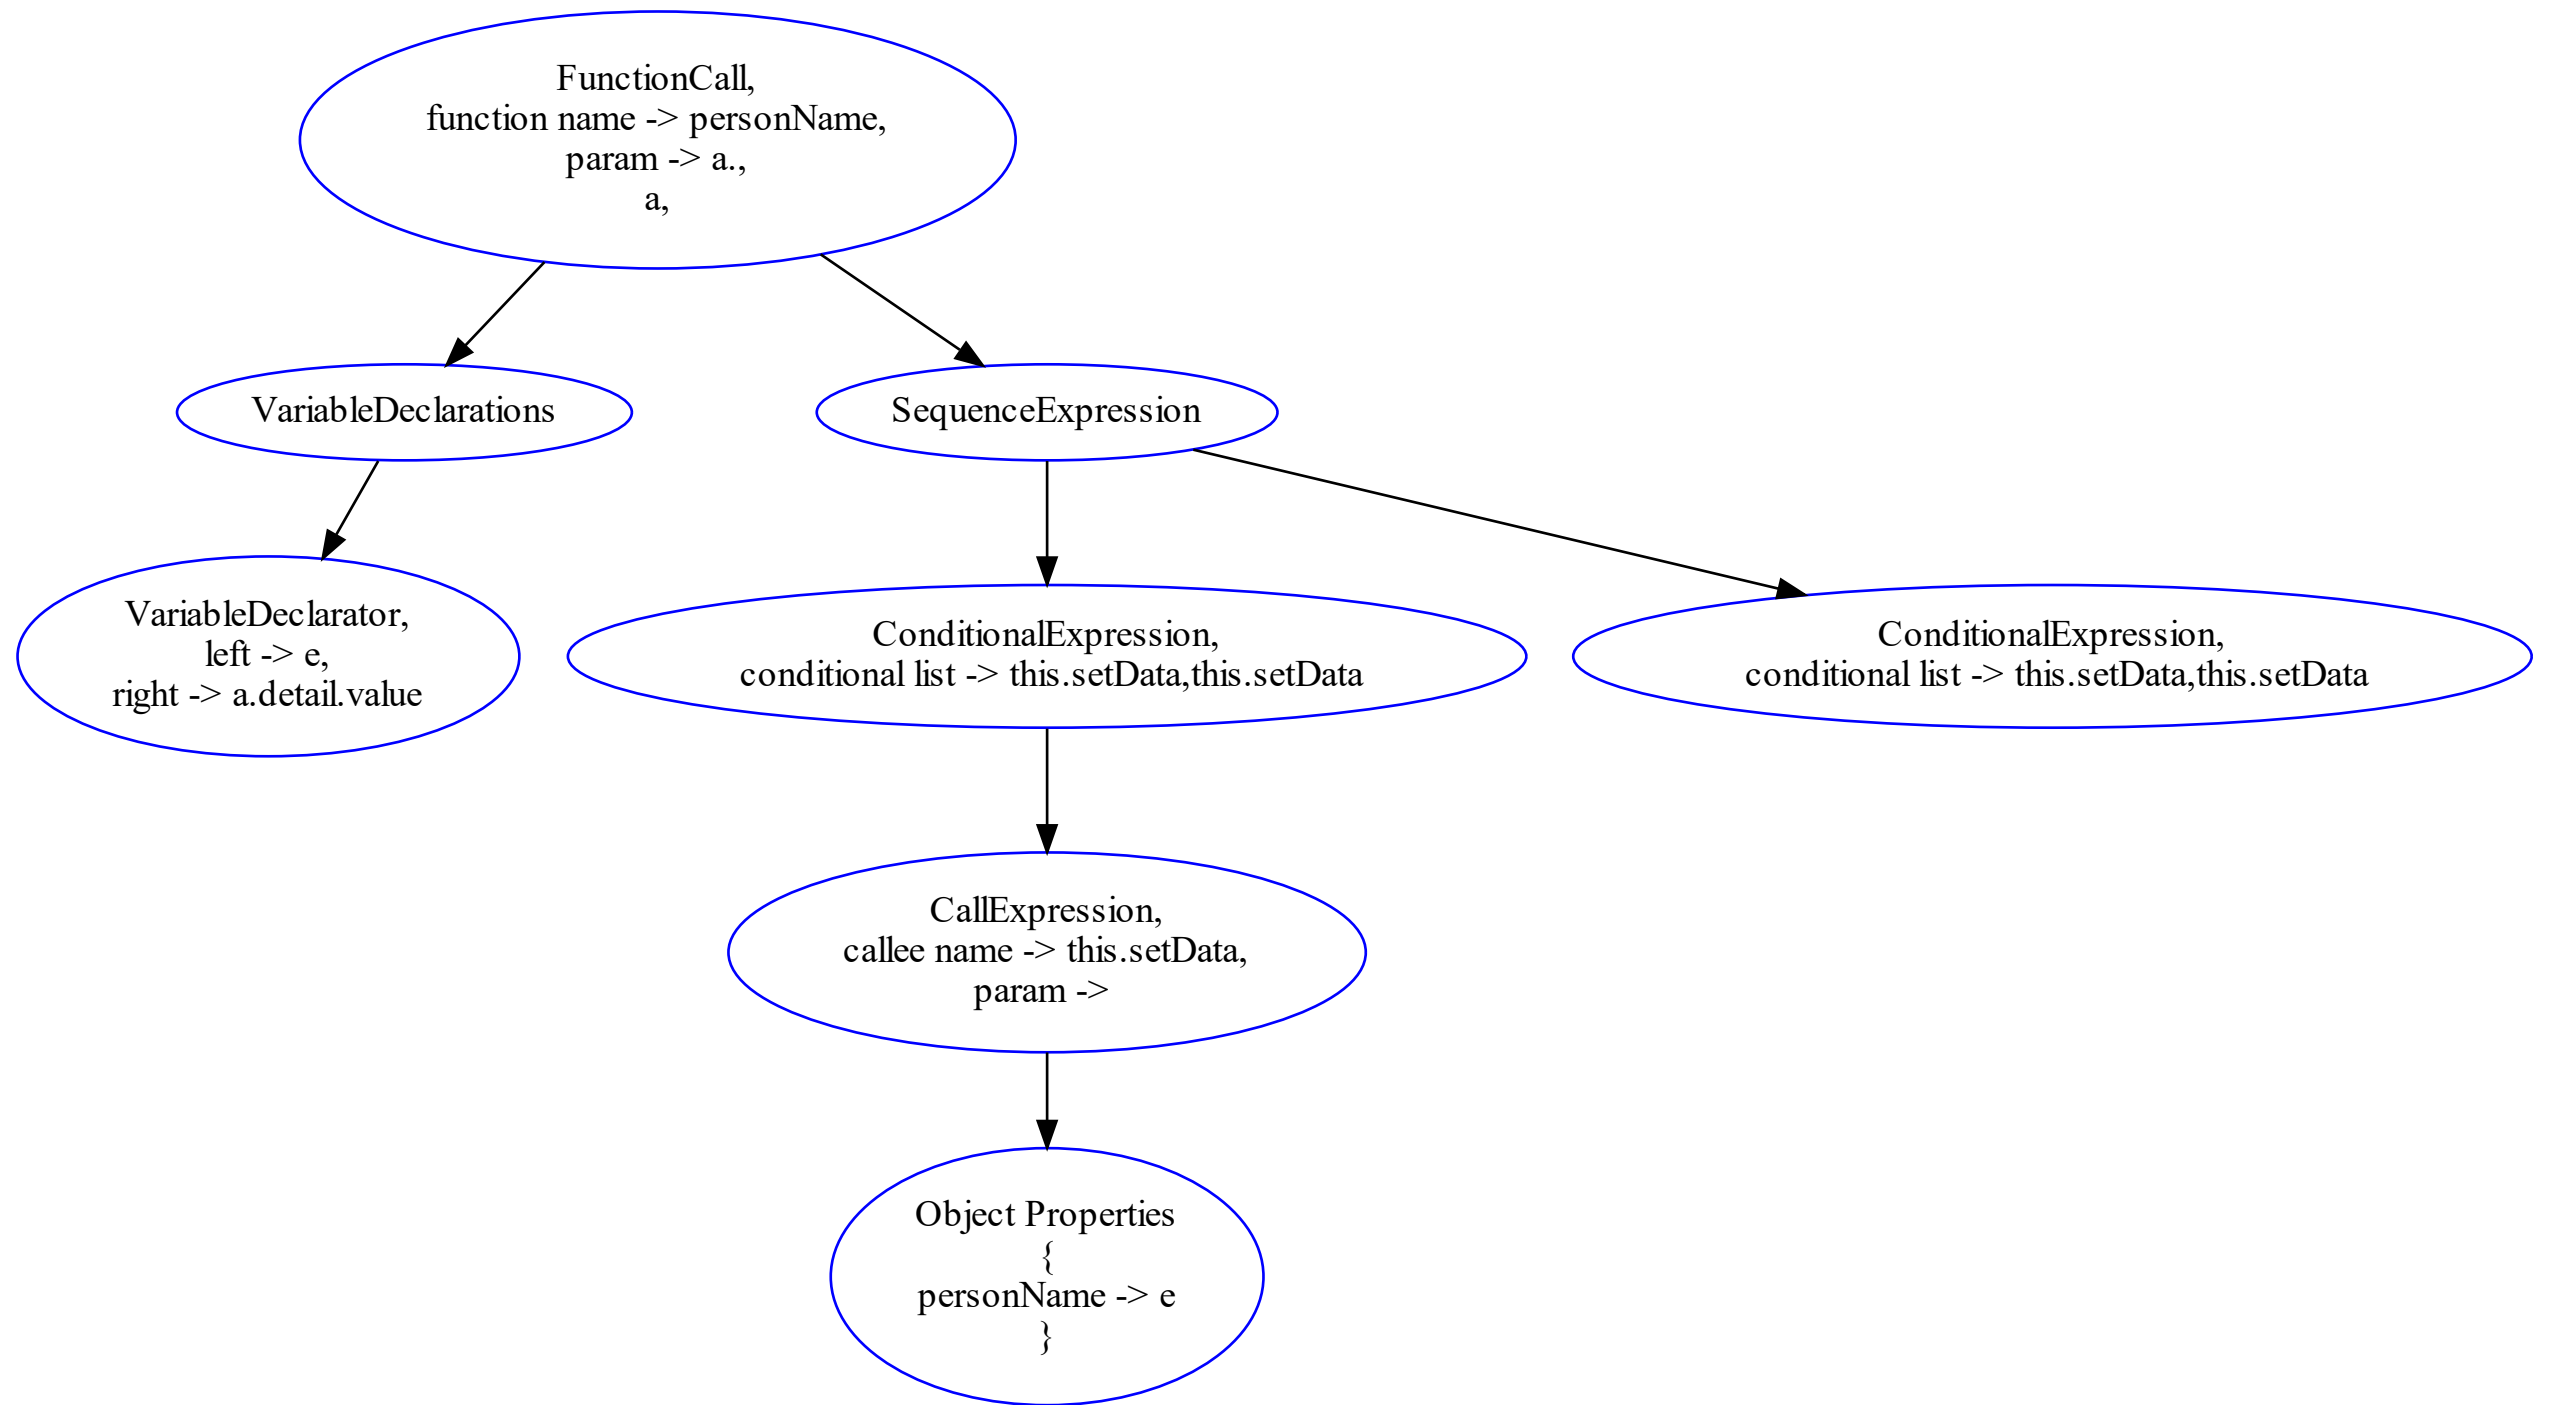 FunctionCall,
function name -> personName,
param -> a.,
a,
VariableDeclarations
SequenceExpression
VariableDeclarator,
left -> e,
right -> a.detail.value
ConditionalExpression,
conditional list -> this.setData,this.setData
ConditionalExpression,
conditional list -> this.setData,this.setData
CallExpression,
callee name -> this.setData,
param ->
Object Properties
{
personName -> e
}